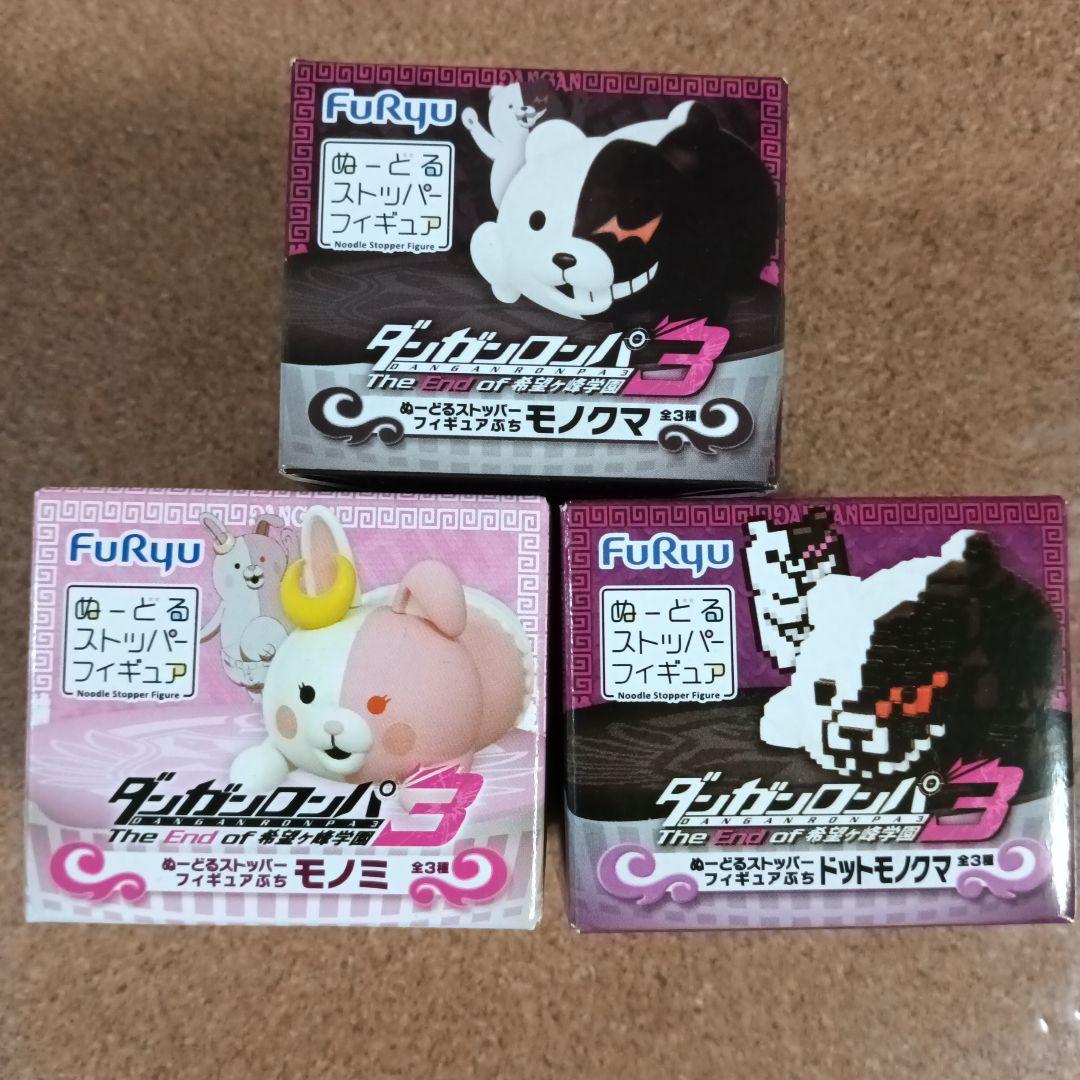 DANGAN
FuRyu
ぬーどる
ストッパー
フィギュア
Noodle Stopper Figure
ダンガンロンパ3
DANGANRONPA 3
The End of 希望ヶ峰学園
ぬーどるストッパー
フィギュアぷち モノクマ 全3種
DANGAN
FuRyu
ぬーどる
ストッパー
フィギュア
Noodle Stopper Figure
ダンガンロンパ3
DANGANRONPA 3
The End of 希望ヶ峰学園
ぬーどるストッパー
フィギュアぷち モノミ 全3種
DANGAN
FuRyu
ぬーどる
ストッパー
フィギュア
Noodle Stopper Figure
ダンガンロンパ3
DANGANRONPA 3
The End of 希望ヶ峰学園
ぬーどるストッパー
フィギュアぷち ドットモノクマ 全3種